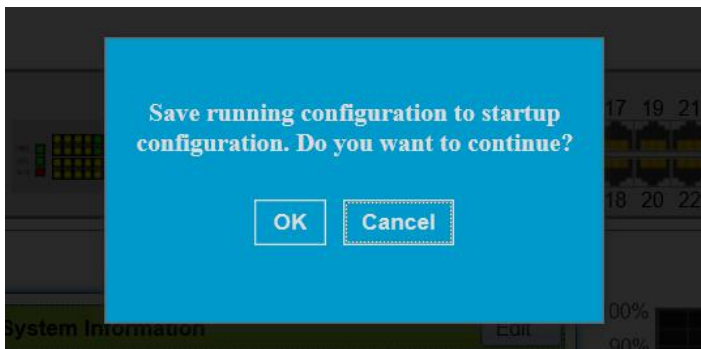 17 19 21
Save running configuration to startup
configuration. Do you want to continue?
18 20 22
OK Cancel
System Information Edit
90%